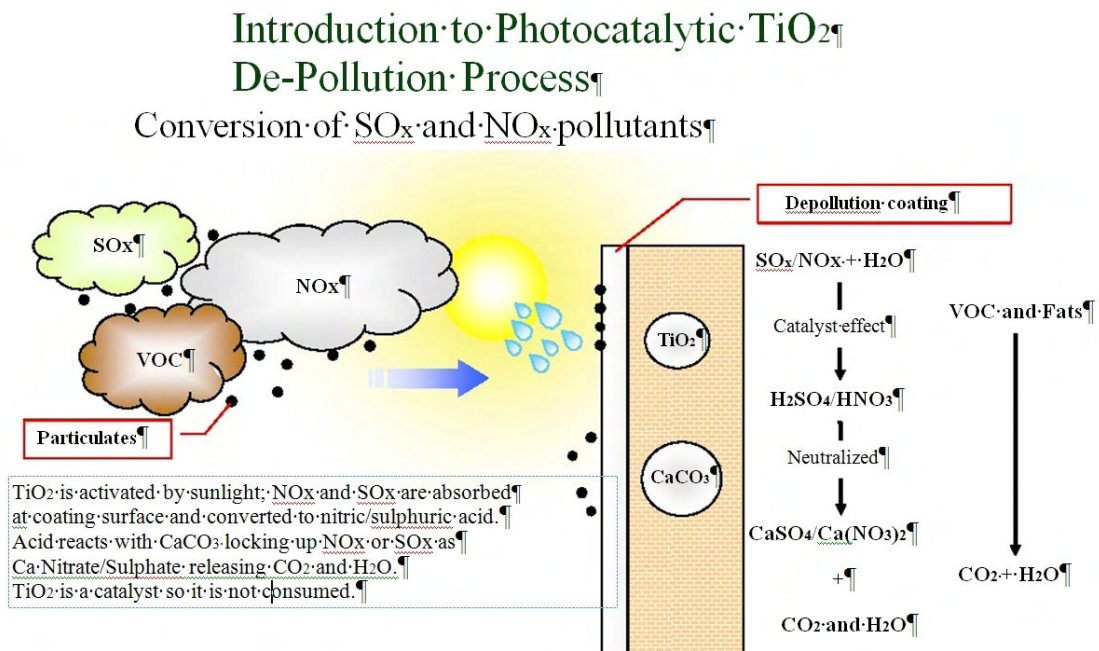 Introduction to Photocatalytic TiO2
De-Pollution Process
Conversion of SOx and NOx pollutants
SOx
NOx
VOC
Particulates
Depollution coating
TiO2
CaCO3
SOx/NOx + H2O
Catalyst effect
H2SO4/HNO3
Neutralized
CaSO4/Ca(NO3)2
+
CO2 and H2O
VOC and Fats
CO2 + H2O
TiO2 is activated by sunlight; NOx and SOx are absorbed
at coating surface and converted to nitric/sulphuric acid.
Acid reacts with CaCO3 locking up NOx or SOx as
Ca Nitrate/Sulphate releasing CO2 and H2O.
TiO2 is a catalyst so it is not consumed.